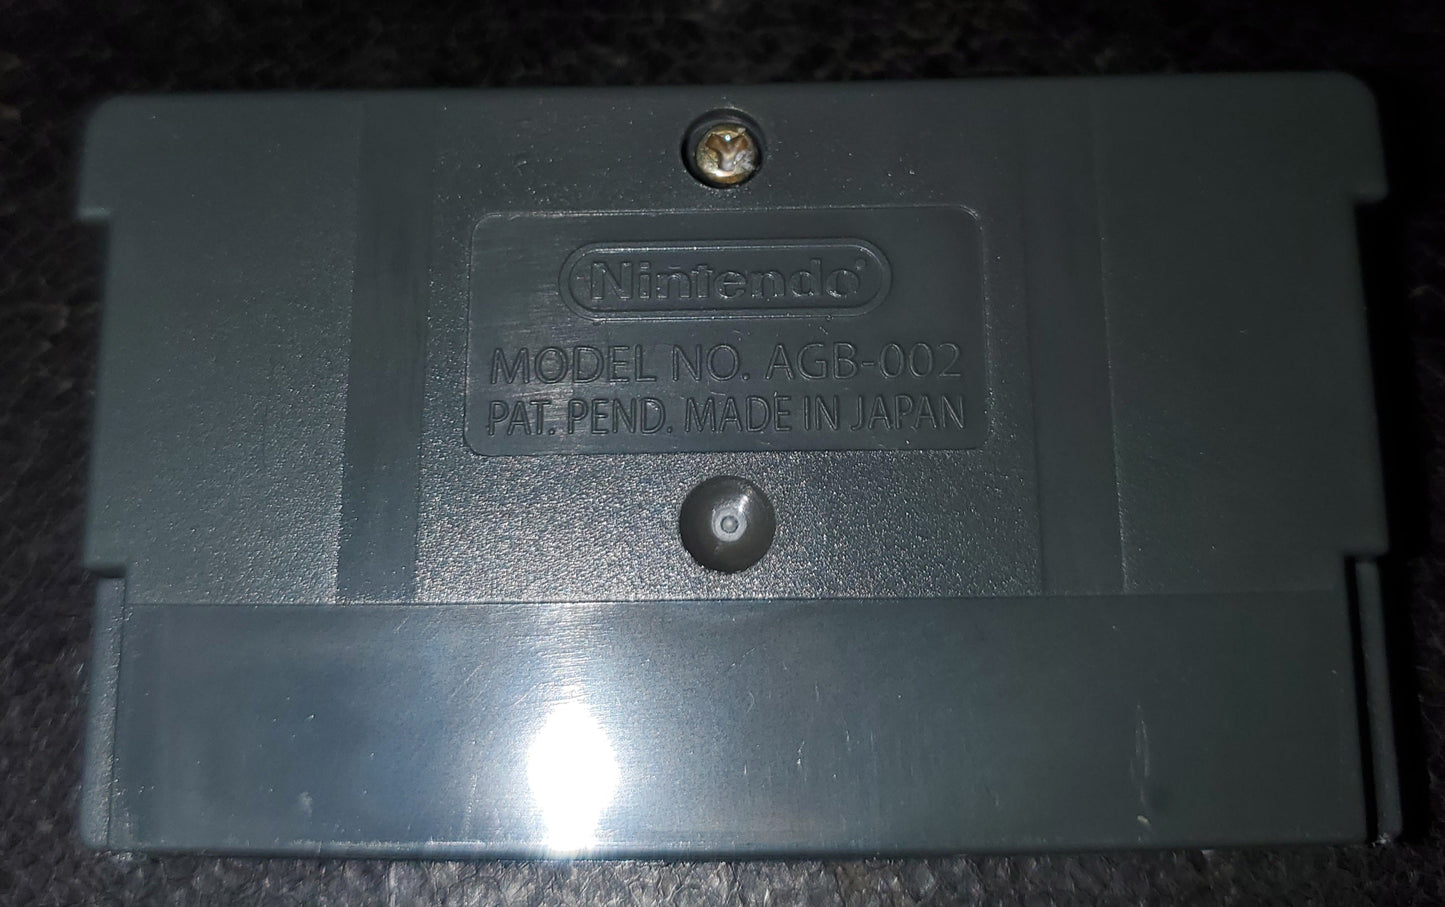 Nintendo®
MODEL NO. AGB-002
PAT. PEND. MADE IN JAPAN